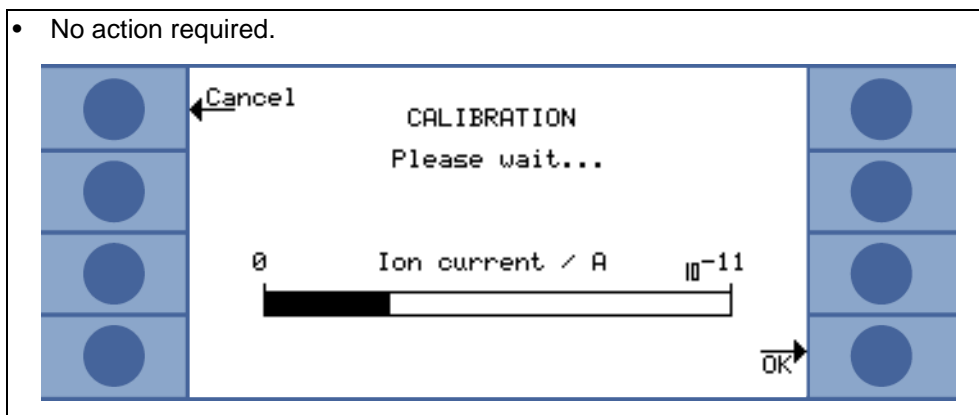 • No action required.
Cancel
CALIBRATION
Please wait...
0 Ion current / A 10-11
OK